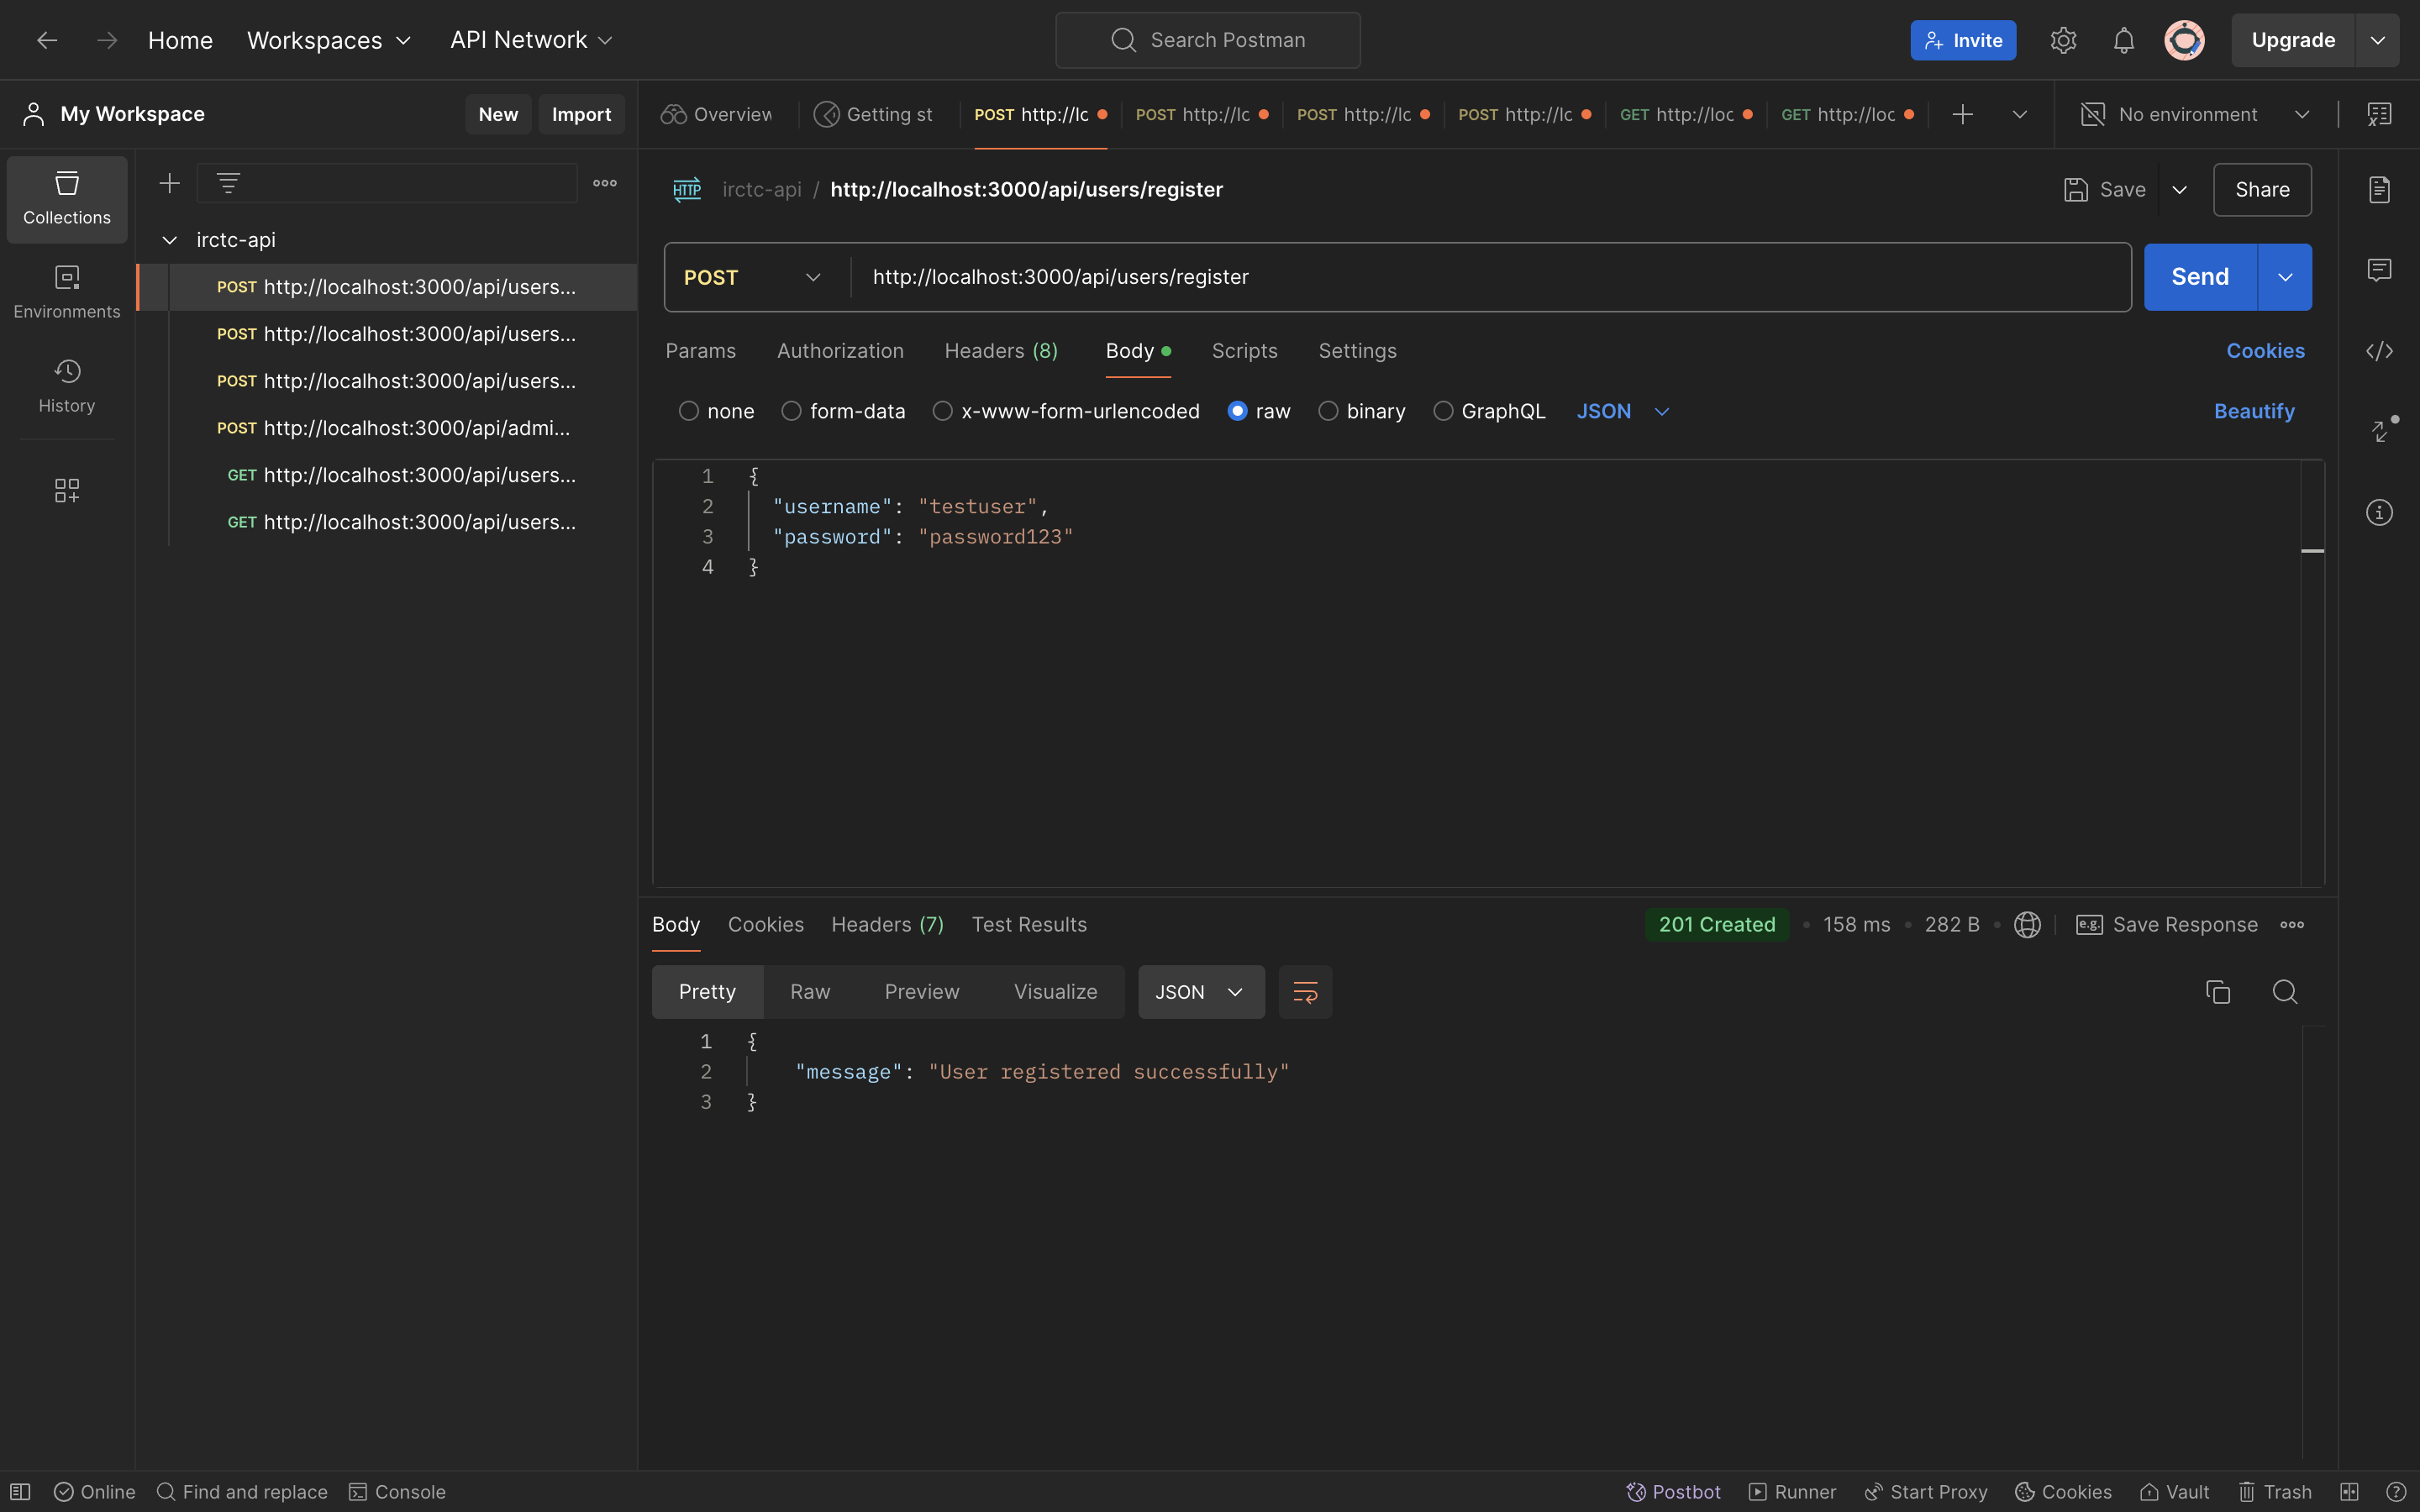 Home Workspaces API Network Search Postman Invite Upgrade
My Workspace New Import Overview Getting st POST http://lc POST http://lc POST http://lc POST http://lc GET http://loc GET http://loc No environment
Collections
Environments
History
irctc-api
POST http://localhost:3000/api/users...
POST http://localhost:3000/api/users...
POST http://localhost:3000/api/users...
POST http://localhost:3000/api/admi...
GET http://localhost:3000/api/users...
GET http://localhost:3000/api/users...
HTTP irctc-api / http://localhost:3000/api/users/register Save Share
POST http://localhost:3000/api/users/register Send
Params Authorization Headers (8) Body Scripts Settings Cookies
none form-data x-www-form-urlencoded raw binary GraphQL JSON Beautify
1 {
2 "username": "testuser",
3 "password": "password123"
4 }
Body Cookies Headers (7) Test Results 201 Created 158 ms 282 B e.g. Save Response
Pretty Raw Preview Visualize JSON
1 {
2 "message": "User registered successfully"
3 }
Online Find and replace Console Postbot Runner Start Proxy Cookies Vault Trash